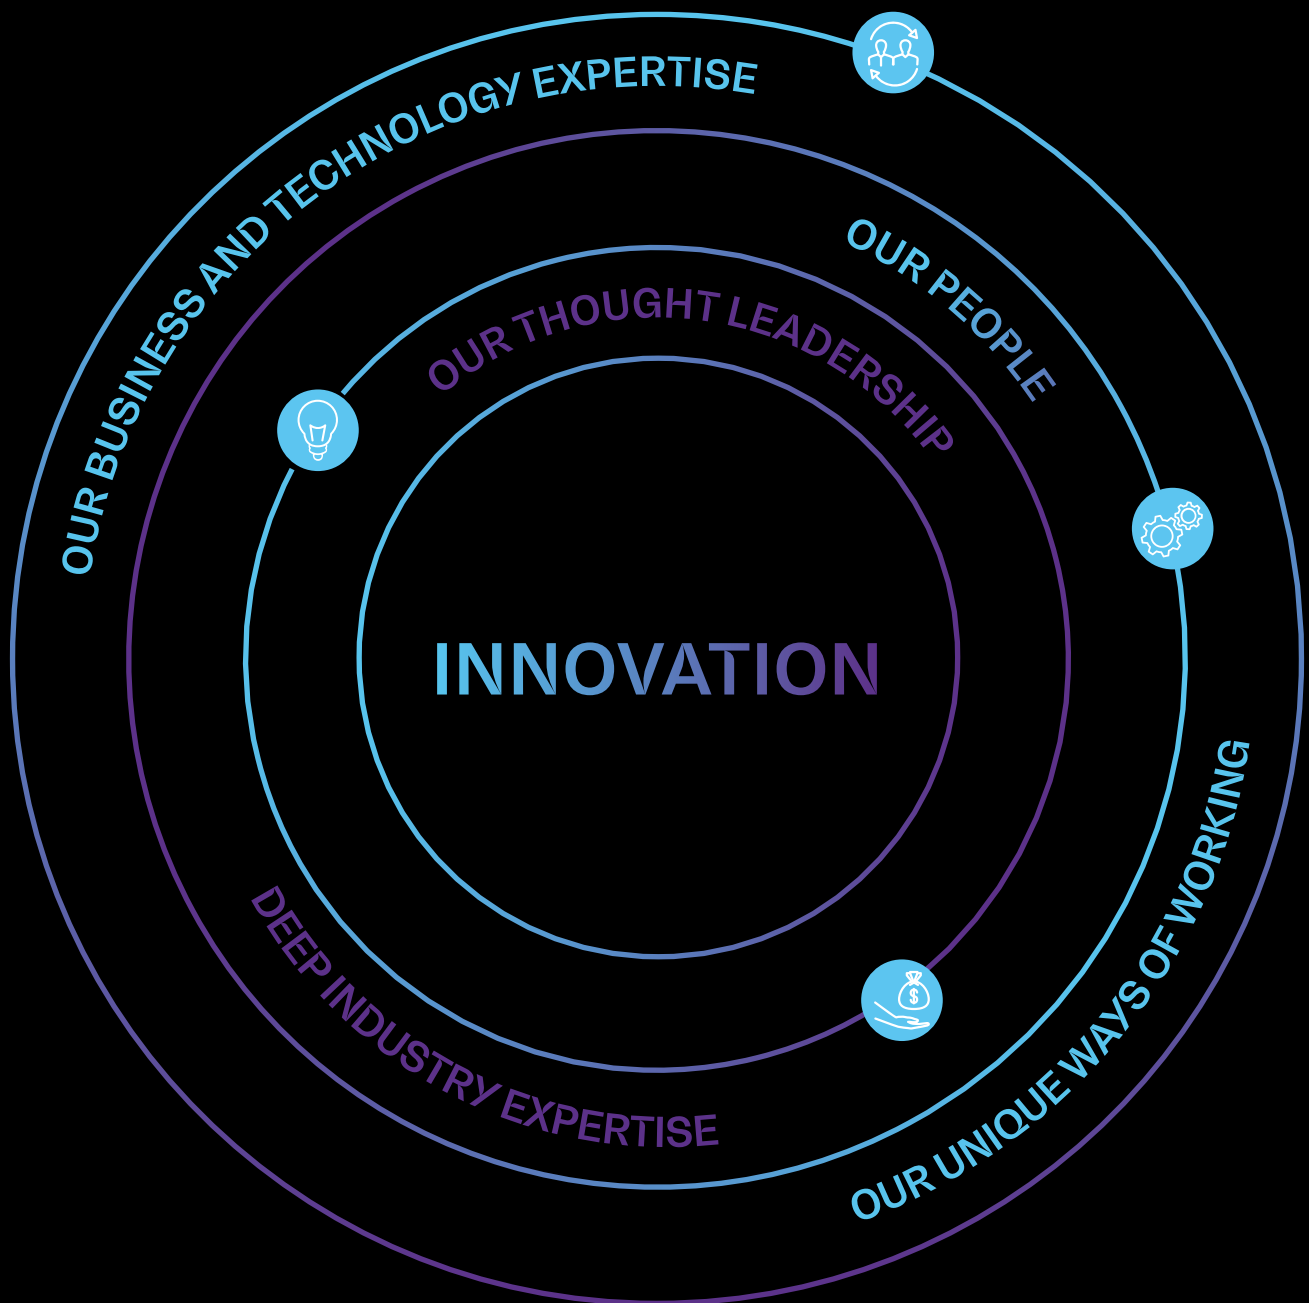 OUR BUSINESS AND TECHNOLOGY EXPERTISE
OUR PEOPLE
OUR THOUGHT LEADERSHIP
INNOVATION
DEEP INDUSTRY EXPERTISE
OUR UNIQUE WAYS OF WORKING
$